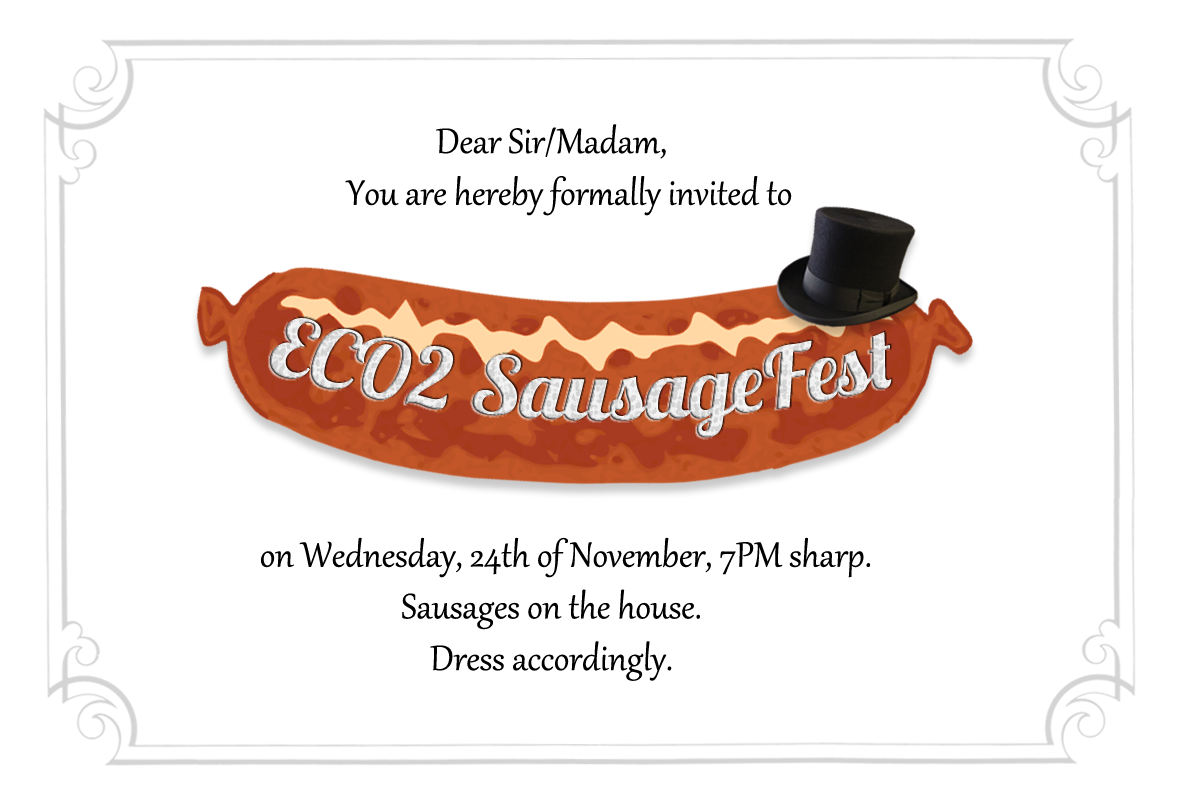 Dear Sir/Madam,
You are hereby formally invited to
ECO2 SausageFest
on Wednesday, 24th of November, 7PM sharp.
Sausages on the house.
Dress accordingly.